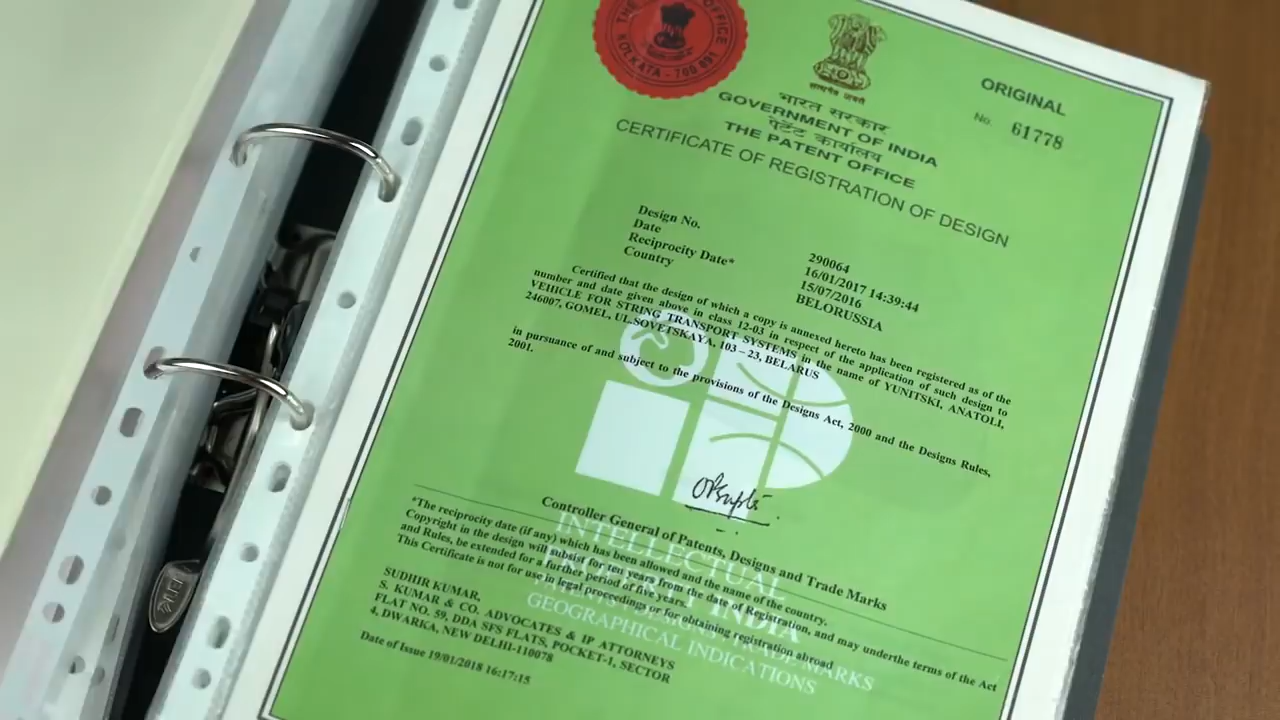 THE OFFICE
KOLKATA - 700 091
सत्यमेव जयते
ORIGINAL
No. 61778
भारत सरकार
GOVERNMENT OF INDIA
पेटेंट कार्यालय
THE PATENT OFFICE
CERTIFICATE OF REGISTRATION OF DESIGN
Design No. 290064
Date 16/01/2017 14:39:44
Reciprocity Date* 15/07/2016
Country BELORUSSIA
Certified that the design of which a copy is annexed hereto has been registered as of the
number and date given above in class 12-03 in respect of the application of such design to
VEHICLE FOR STRING TRANSPORT SYSTEMS in the name of YUNITSKI, ANATOLI,
246007, GOMEL, UL.SOVETSKAYA, 103 – 23, BELARUS
in pursuance of and subject to the provisions of the Designs Act, 2000 and the Designs Rules,
2001.
Controller General of Patents, Designs and Trade Marks
*The reciprocity date (if any) which has been allowed and the name of the country.
Copyright in the design will subsist for ten years from the date of Registration, and may underthe terms of the Act
and Rules, be extended for a further period of five years.
This Certificate is not for use in legal proceedings or for obtaining registration abroad
INTELLECTUAL
PROPERTY INDIA
PATENTS DESIGNS TRADE MARKS
GEOGRAPHICAL INDICATIONS
SUDHIR KUMAR,
S. KUMAR & CO. ADVOCATES & IP ATTORNEYS
FLAT NO. 59, DDA SFS FLATS, POCKET-1, SECTOR
4, DWARKA, NEW DELHI-110078
Date of Issue 19/01/2018 16:17:15